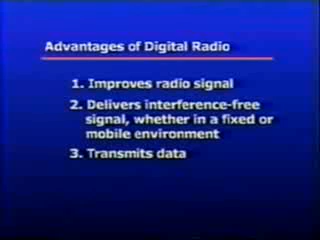 Advantages of Digital Radio
1. Improves radio signal
2. Delivers interference-free
signal, whether in a fixed or
mobile environment
3. Transmits data